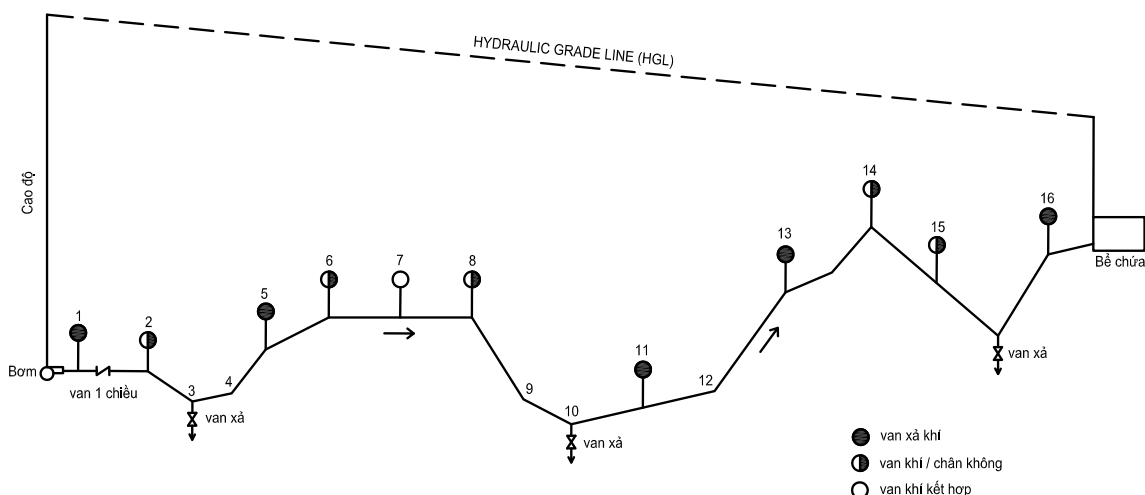 HYDRAULIC GRADE LINE (HGL)
Cao độ
14
16
13
15
6
7
8
Bể chứa
5
1
2
11
van xả
Bơm
van 1 chiều
3
4
9
12
10
van xả
van xả
van xả khí
van khí / chân không
van khí kết hợp